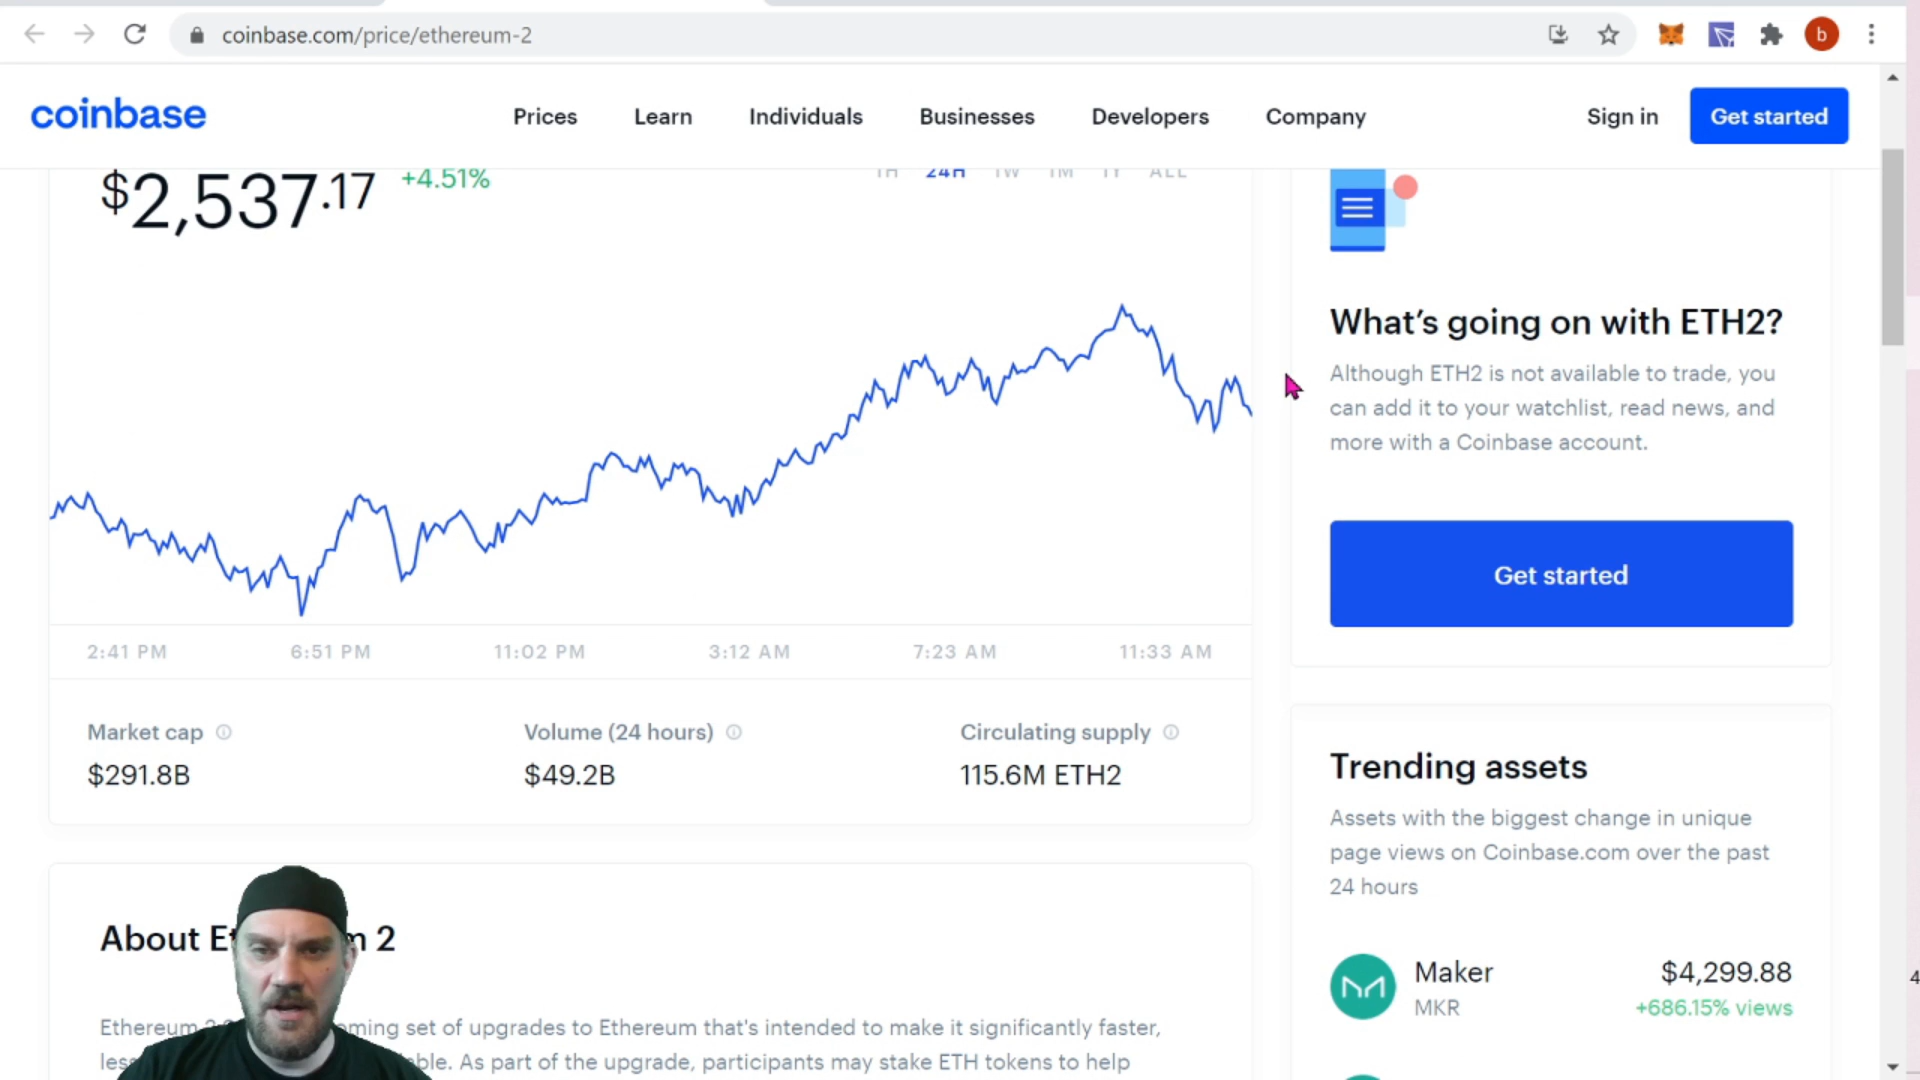 coinbase.com/price/ethereum-2
b
coinbase
Prices
Learn
Individuals
Businesses
Developers
Company
Sign in
Get started
$2,537.17
+4.51%
1H
24H
1W
1M
1Y
ALL
What's going on with ETH2?
Although ETH2 is not available to trade, you
can add it to your watchlist, read news, and
more with a Coinbase account.
Get started
2:41 PM
6:51 PM
11:02 PM
3:12 AM
7:23 AM
11:33 AM
Market cap
$291.8B
Volume (24 hours)
$49.2B
Circulating supply
115.6M ETH2
Trending assets
Assets with the biggest change in unique
page views on Coinbase.com over the past
24 hours
Maker
$4,299.88
MKR
+686.15% views
4
About 2
Ethereum set of upgrades to Ethereum that's intended to make it significantly faster,
As part of the upgrade, participants may stake ETH tokens to help